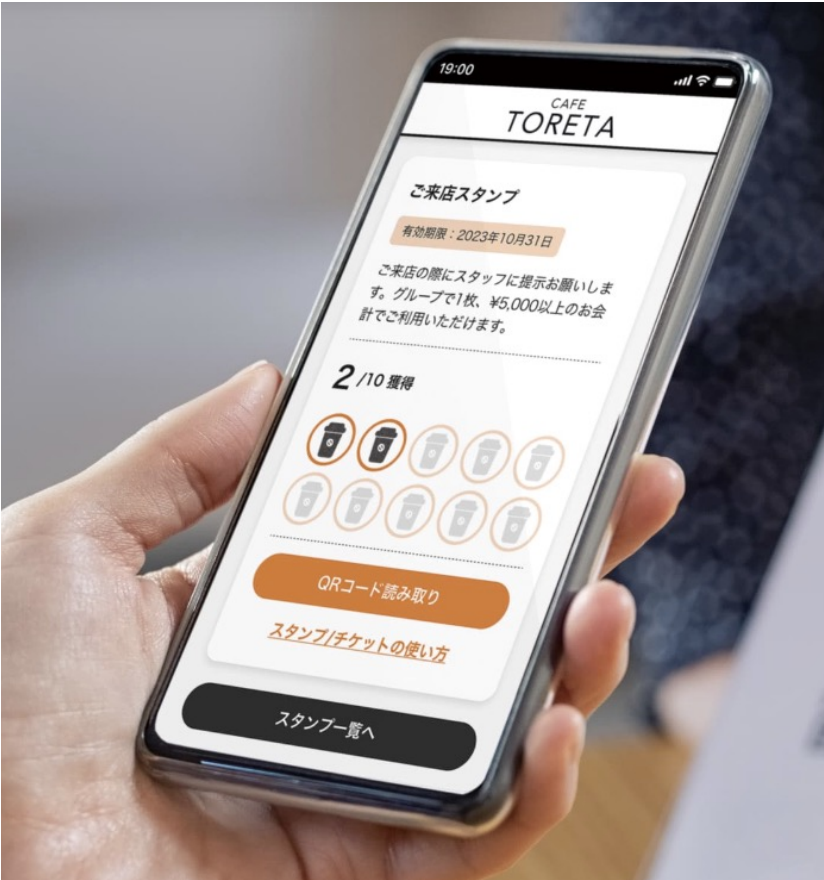 19:00
CAFE
TORETA
ご来店スタンプ
有効期限：2023年10月31日
ご来店の際にスタッフに提示お願いしま
す。グループで1枚、¥5,000以上のお会
計でご利用いただけます。
2/10 獲得
QRコード読み取り
スタンプ/チケットの使い方
スタンプ一覧へ